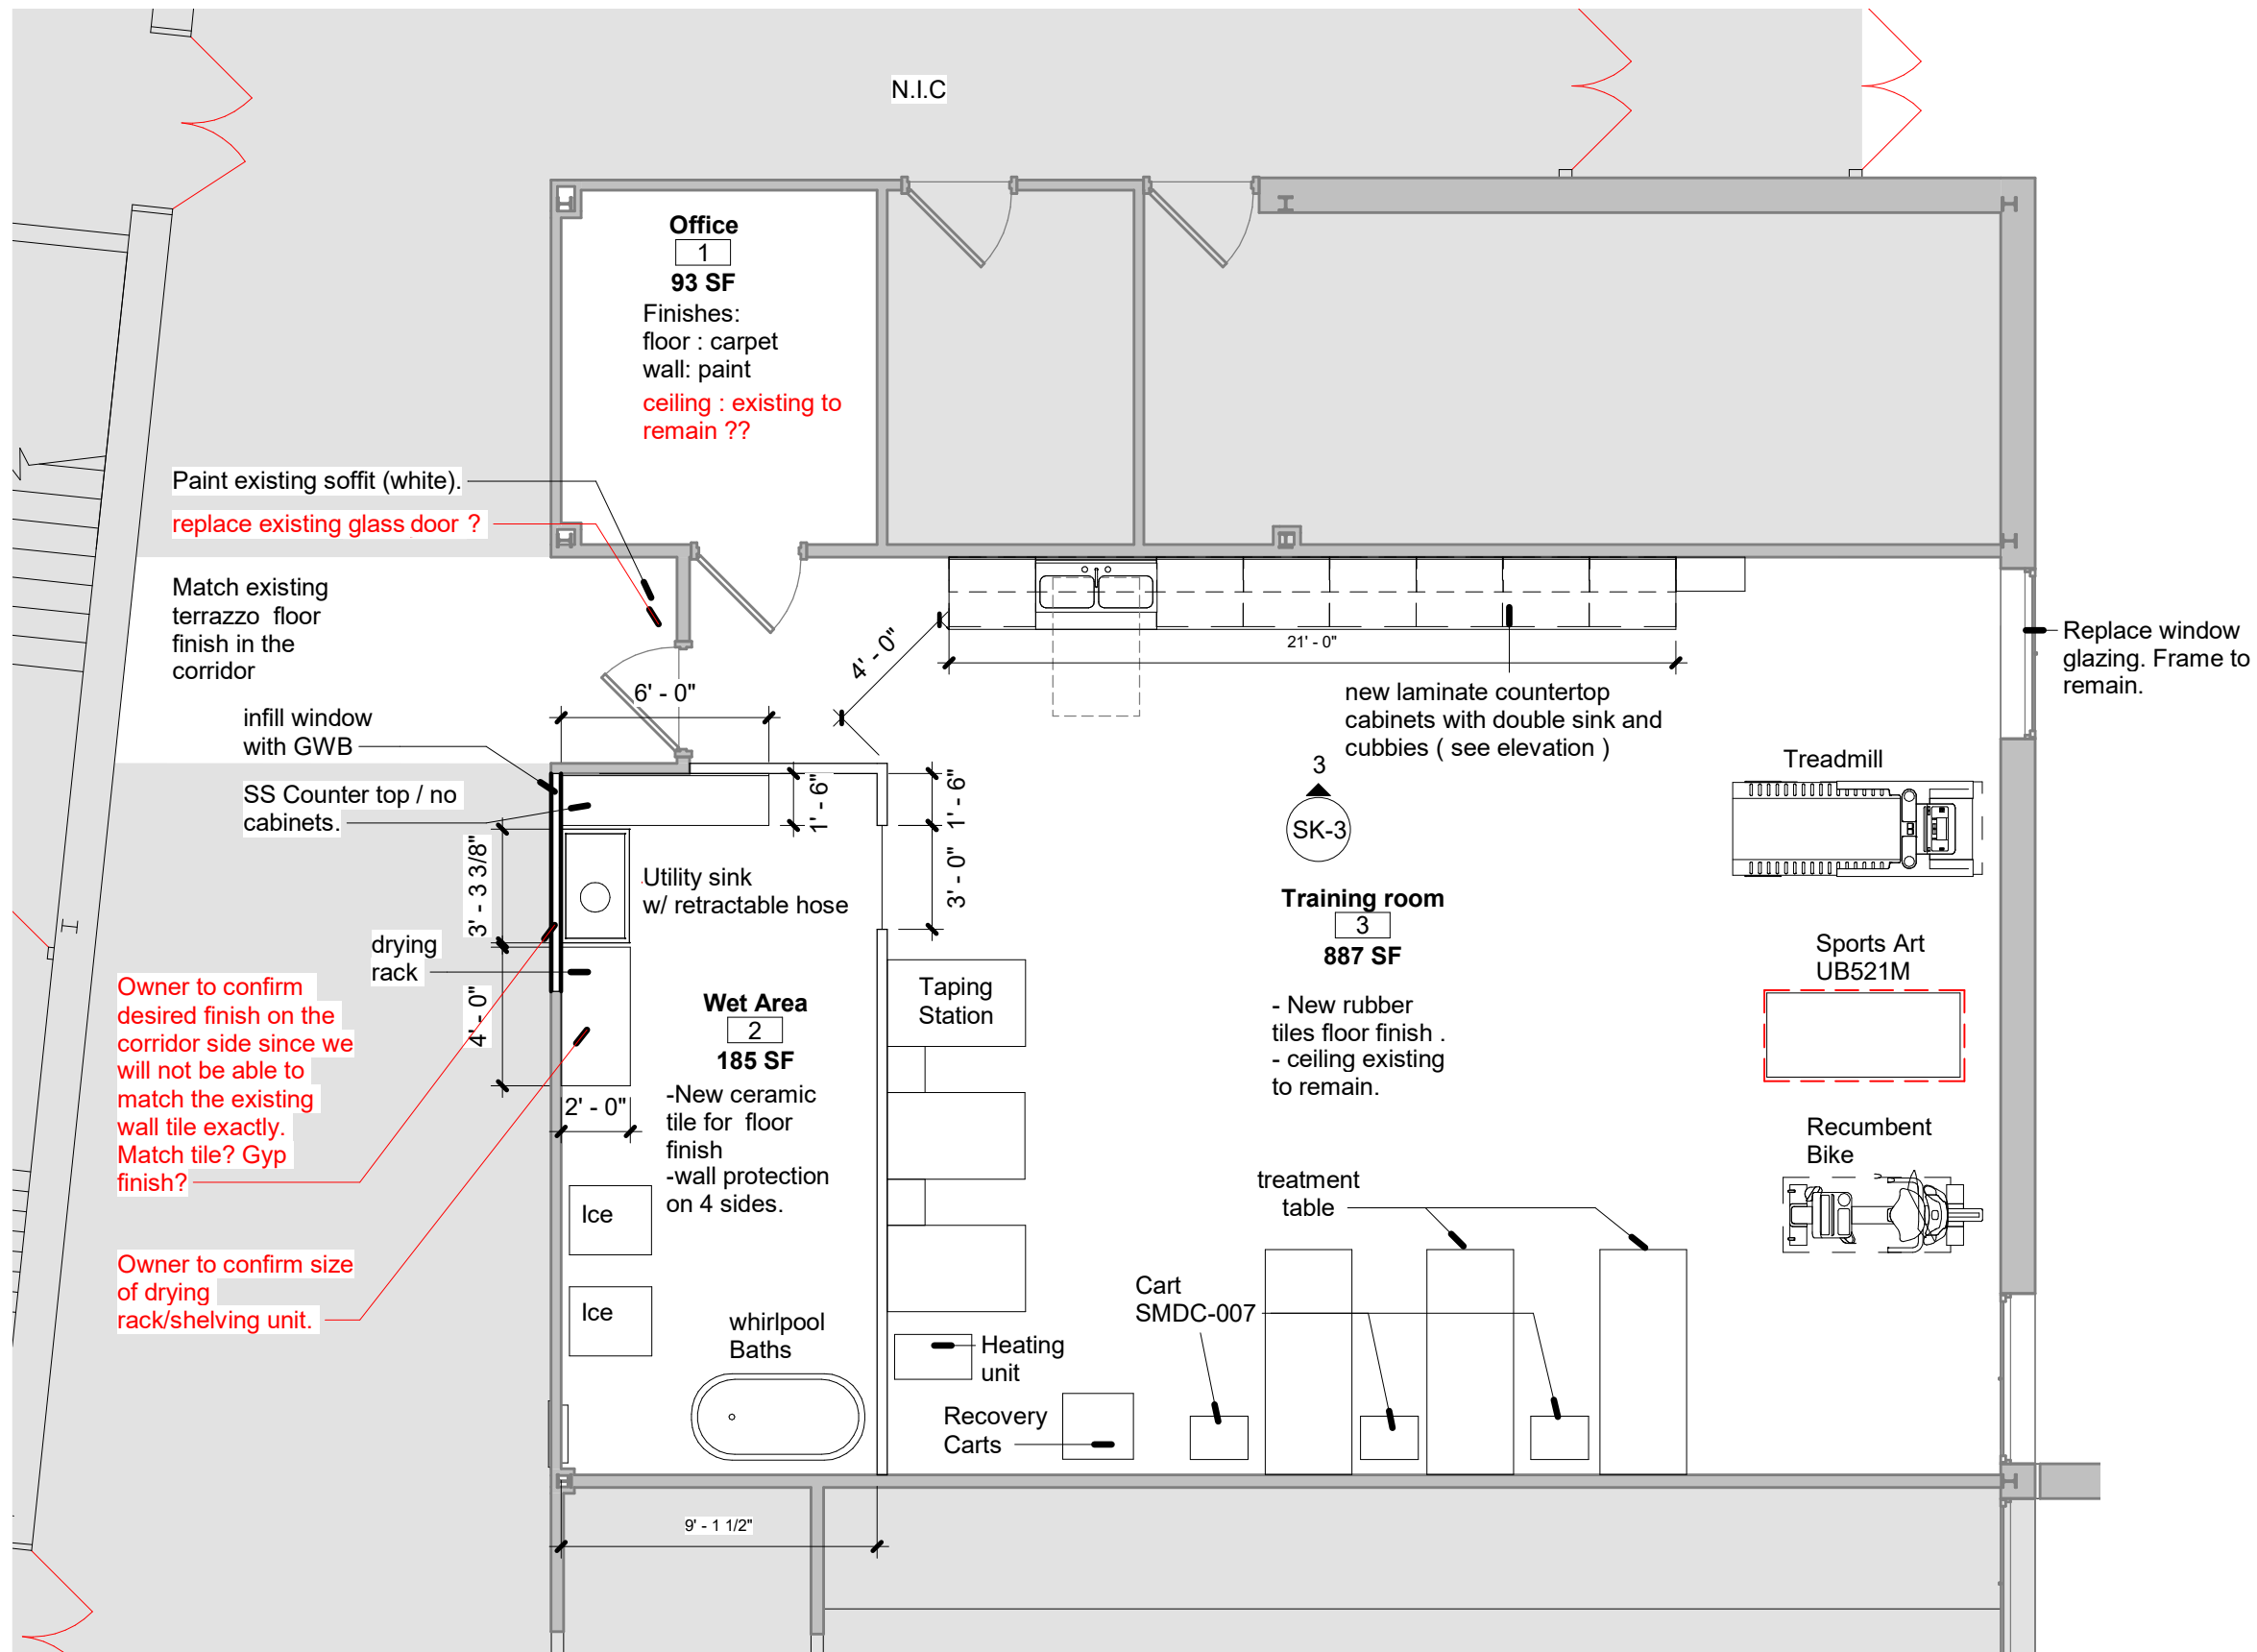 N.I.C
Office
1
93 SF
Finishes:
floor : carpet
wall: paint
ceiling : existing to
remain ??
Paint existing soffit (white).
replace existing glass door ?
Match existing
terrazzo floor
finish in the
corridor
infill window
with GWB
SS Counter top / no
cabinets.
6' - 0"
4' - 0"
21' - 0"
new laminate countertop
cabinets with double sink and
cubbies ( see elevation )
Replace window
glazing. Frame to
remain.
1' - 6"
1' - 6"
3' - 0"
3' - 3 3/8"
4' - 0"
2' - 0"
Utility sink
w/ retractable hose
drying
rack
3
SK-3
Treadmill
Training room
3
887 SF
- New rubber
tiles floor finish .
- ceiling existing
to remain.
Sports Art
UB521M
Recumbent
Bike
Owner to confirm
desired finish on the
corridor side since we
will not be able to
match the existing
wall tile exactly.
Match tile? Gyp
finish?
Owner to confirm size
of drying
rack/shelving unit.
Wet Area
2
185 SF
-New ceramic
tile for floor
finish
-wall protection
on 4 sides.
Taping
Station
Ice
Ice
whirlpool
Baths
treatment
table
Cart
SMDC-007
Heating
unit
Recovery
Carts
9' - 1 1/2"